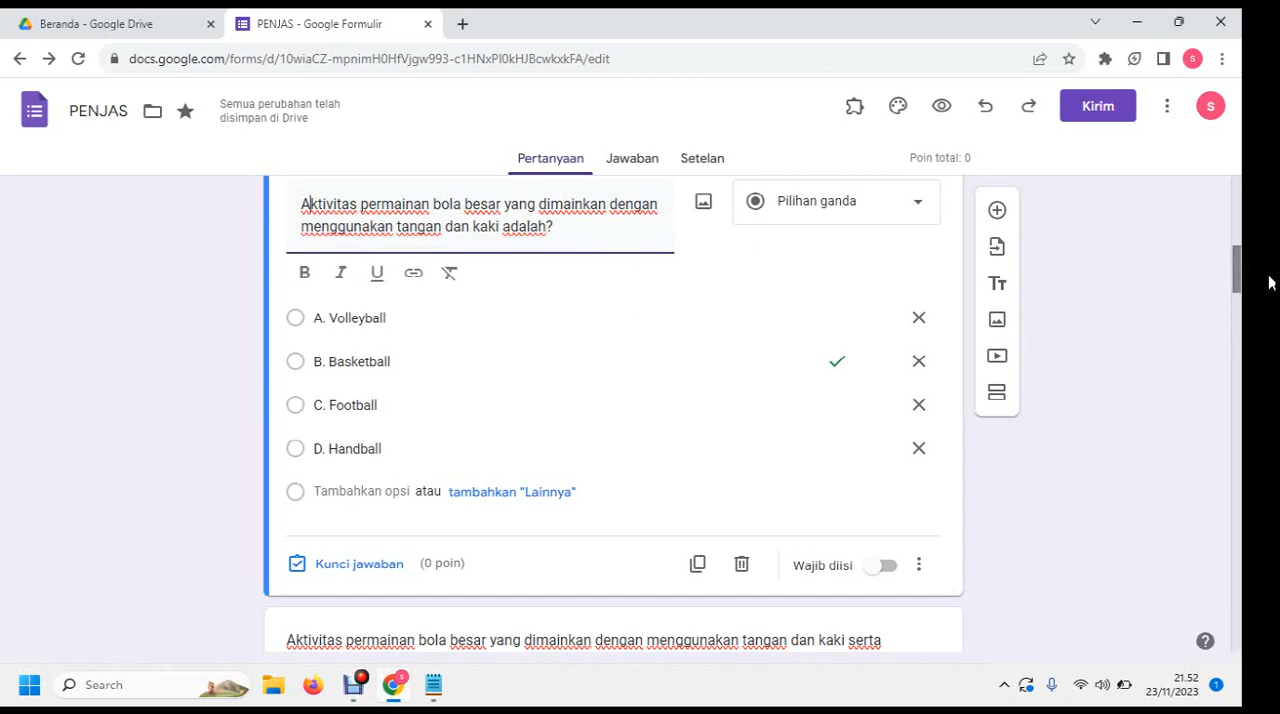 Beranda - Google Drive
PENJAS - Google Formulir
docs.google.com/forms/d/10wiaCZ-mpnimH0HfVjgw993-c1HNxPI0kHJBcwkxkFA/edit
PENJAS
Semua perubahan telah
disimpan di Drive
Kirim
S
S
Pertanyaan
Jawaban
Setelan
Poin total: 0
Aktivitas permainan bola besar yang dimainkan dengan
menggunakan tangan dan kaki adalah?
Pilihan ganda
B I U
A. Volleyball
B. Basketball
C. Football
D. Handball
Tambahkan opsi atau tambahkan "Lainnya"
Kunci jawaban (0 poin)
Wajib diisi
Aktivitas permainan bola besar yang dimainkan dengan menggunakan tangan dan kaki serta
Search
21.52
23/11/2023
1